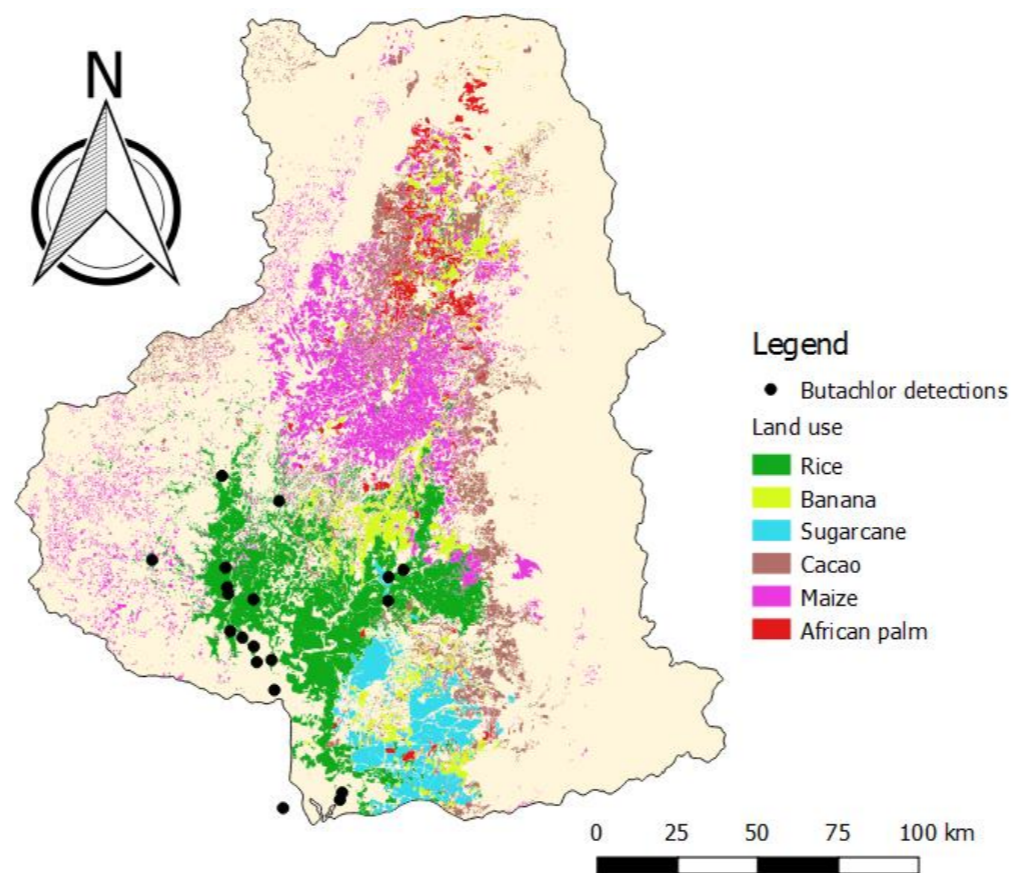 N
Legend
Butachlor detections
Land use
Rice
Banana
Sugarcane
Cacao
Maize
African palm
0 25 50 75 100 km